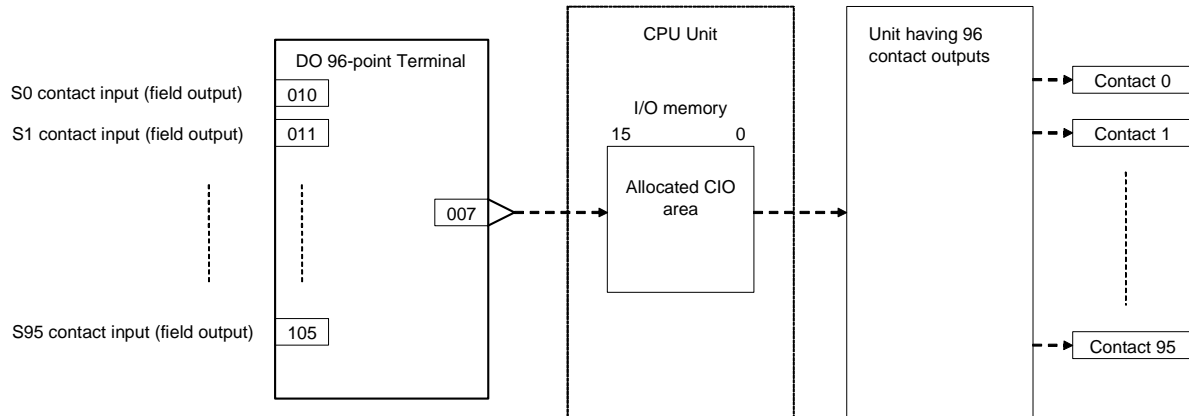 DO 96-point Terminal
S0 contact input (field output)
010
S1 contact input (field output)
011
007
S95 contact input (field output)
105
CPU Unit
I/O memory
15 0
Allocated CIO
area
Unit having 96
contact outputs
Contact 0
Contact 1
Contact 95